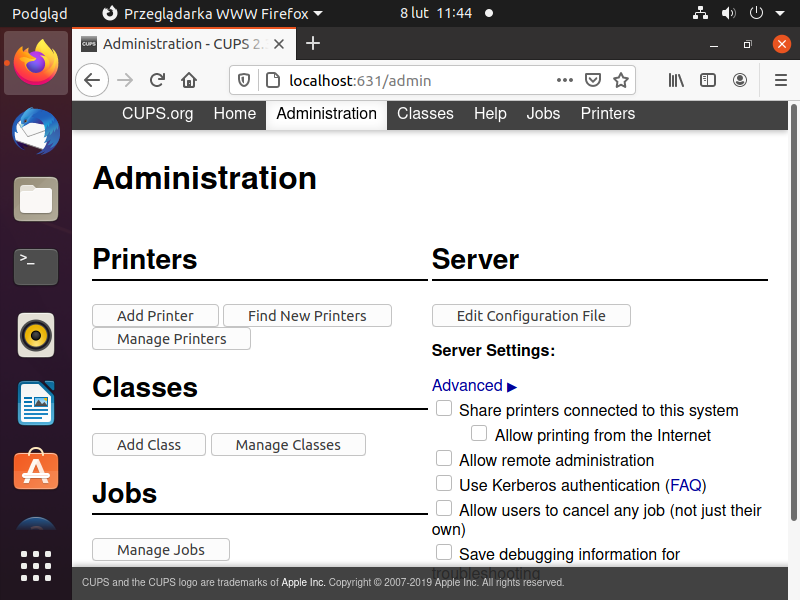 Podgląd
Przeglądarka WWW Firefox
8 lut 11:44
CUPS
Administration - CUPS 2.
localhost:631/admin
CUPS.org Home Administration Classes Help Jobs Printers
Administration
Printers
Add Printer Find New Printers
Manage Printers
Classes
Add Class Manage Classes
Jobs
Manage Jobs
Server
Edit Configuration File
Server Settings:
Advanced ▶
Share printers connected to this system
Allow printing from the Internet
Allow remote administration
Use Kerberos authentication (FAQ)
Allow users to cancel any job (not just their
own)
Save debugging information for
troubleshooting
CUPS and the CUPS logo are trademarks of Apple Inc. Copyright © 2007-2019 Apple Inc. All rights reserved.